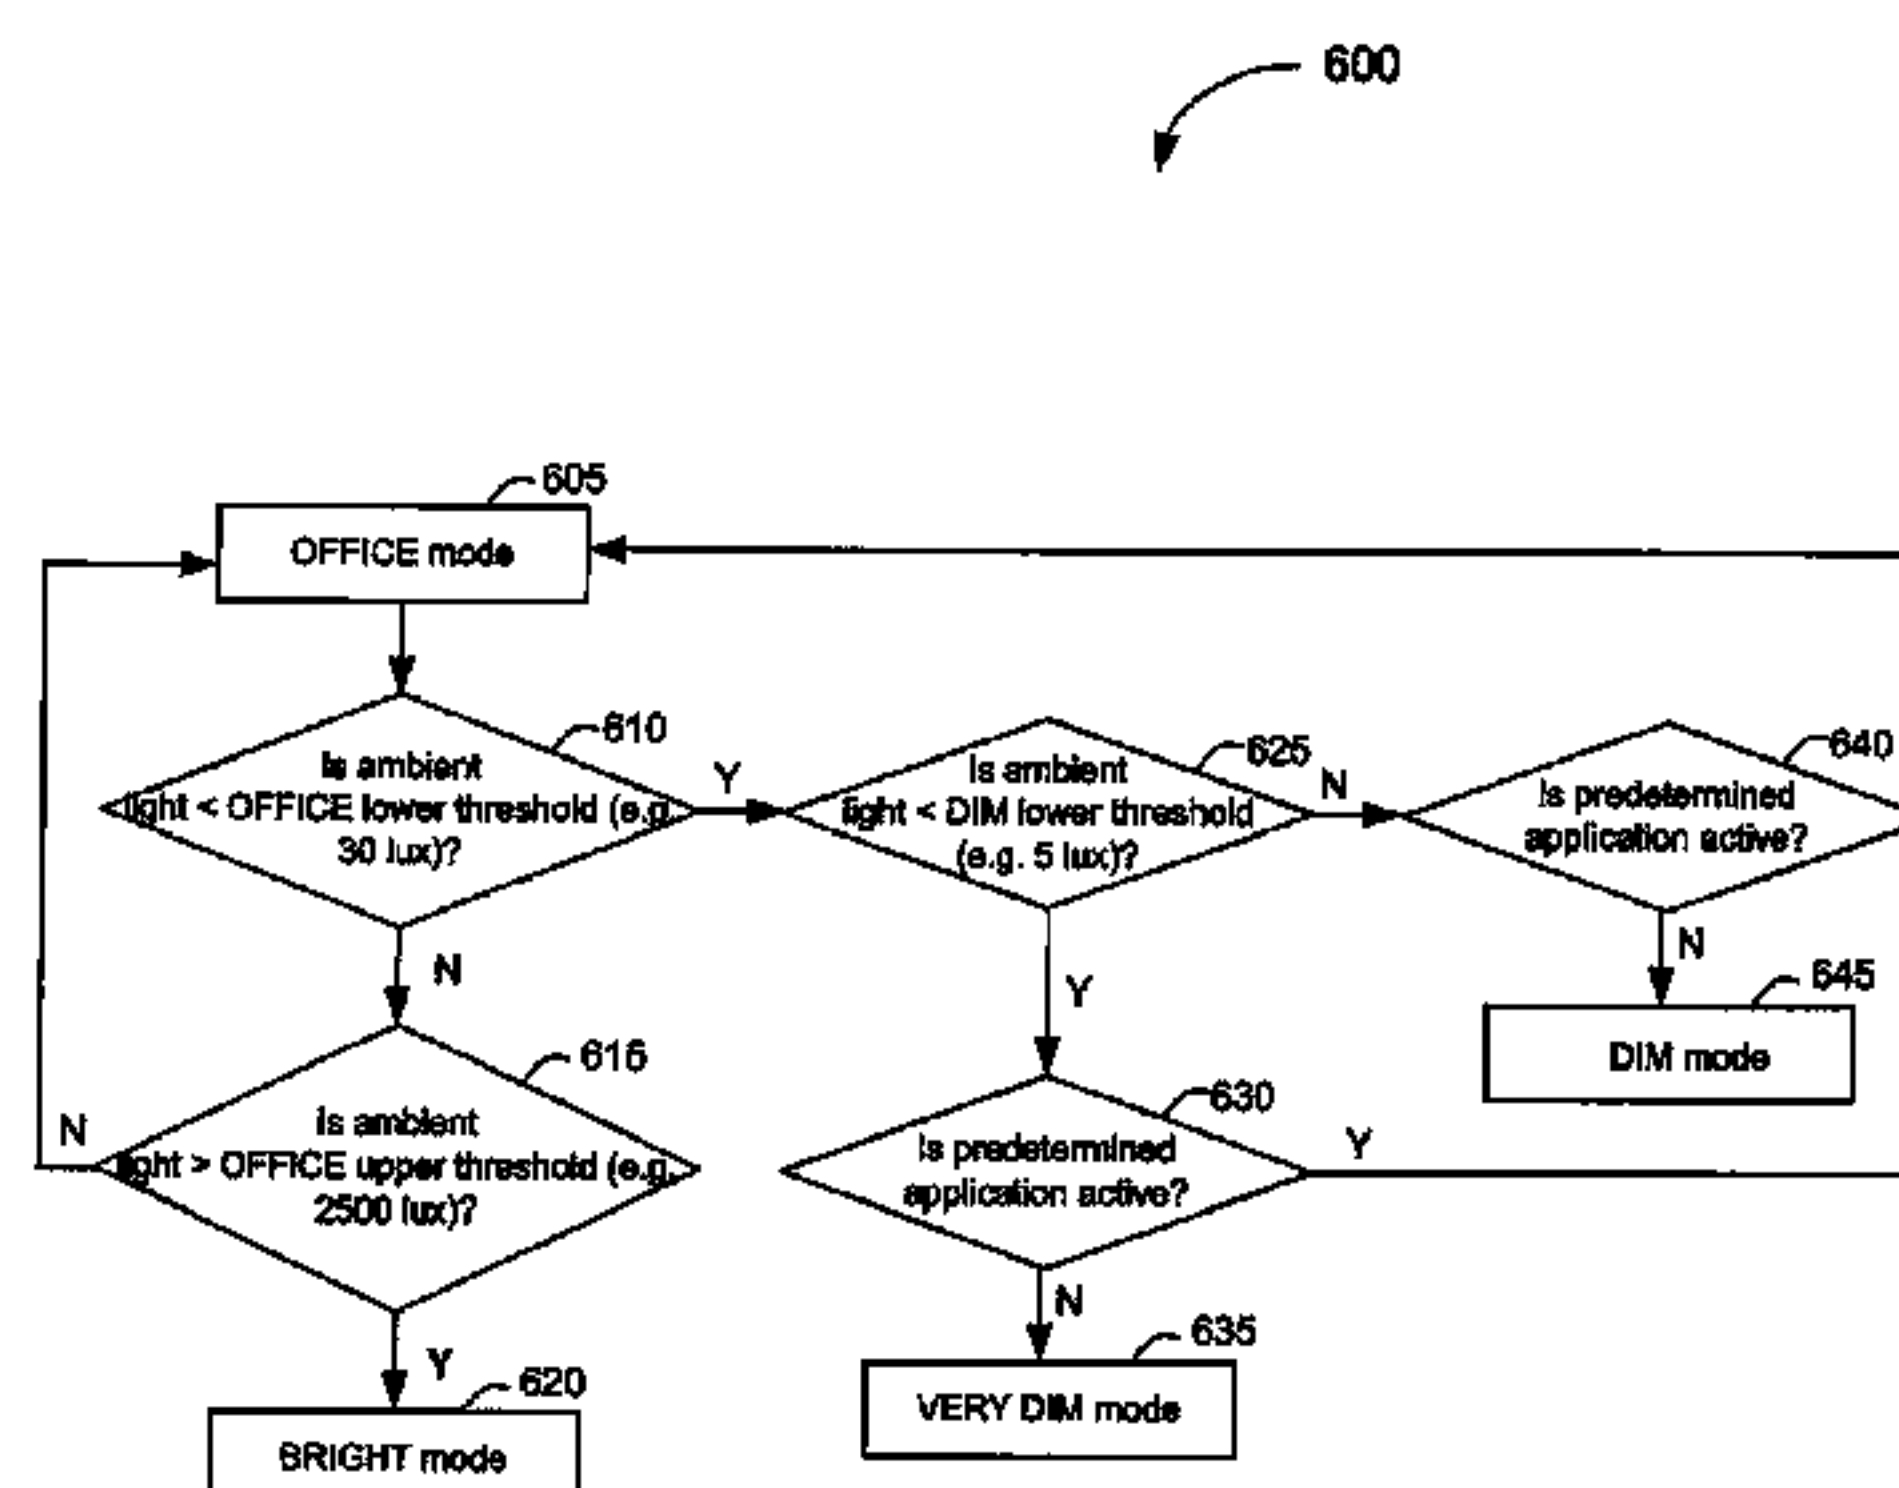 600
605
OFFICE mode
610
Is ambient
light < OFFICE lower threshold (e.g.
30 lux)?
Y
625
Is ambient
light < DIM lower threshold
(e.g. 5 lux)?
N
640
Is predetermined
application active?
N
N
645
DIM mode
Y
615
Is ambient
light > OFFICE upper threshold (e.g.
2500 lux)?
N
630
Is predetermined
application active?
Y
N
635
VERY DIM mode
Y
620
BRIGHT mode